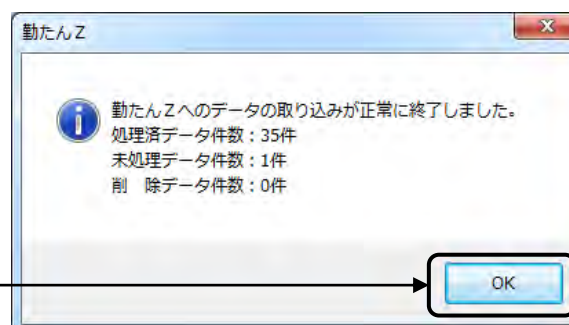 勤たんZ
勤たんZへのデータの取り込みが正常に終了しました。
処理済データ件数：35件
未処理データ件数：1件
削　除データ件数：0件
OK